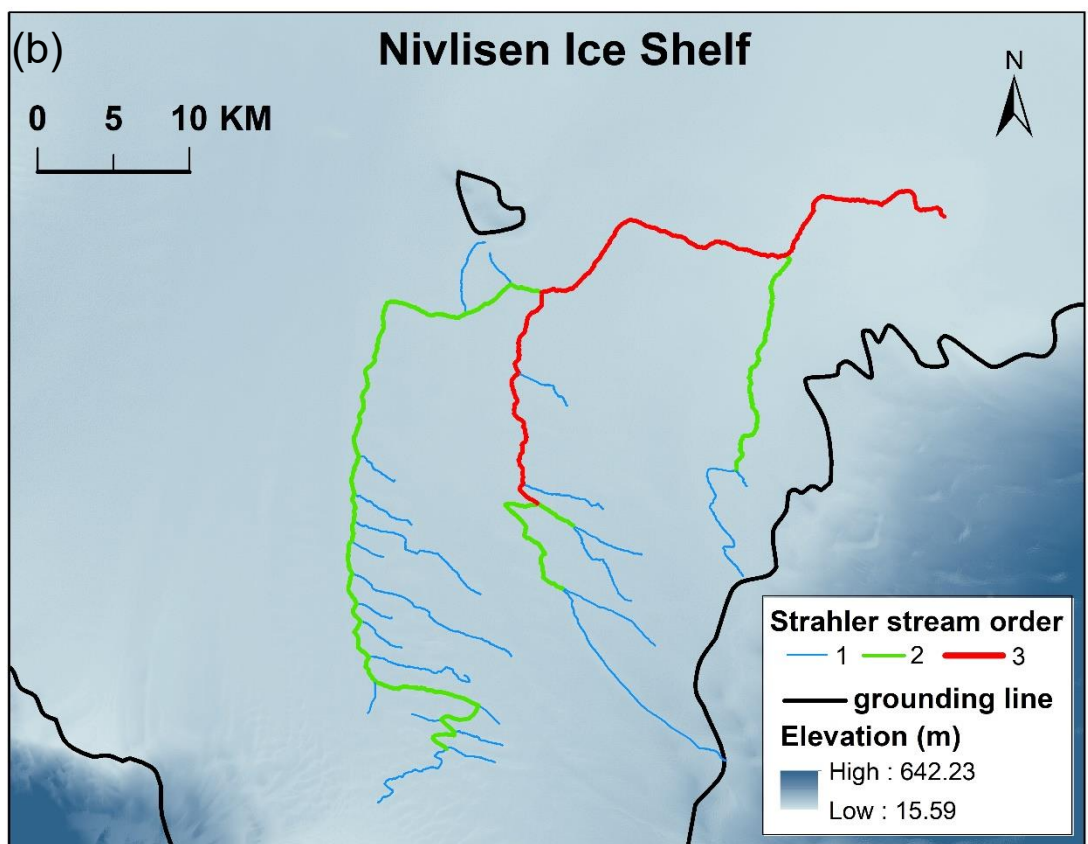 (b)
Nivlisen Ice Shelf
N
0 5 10 KM
Strahler stream order
1 2 3
grounding line
Elevation (m)
High : 642.23
Low : 15.59